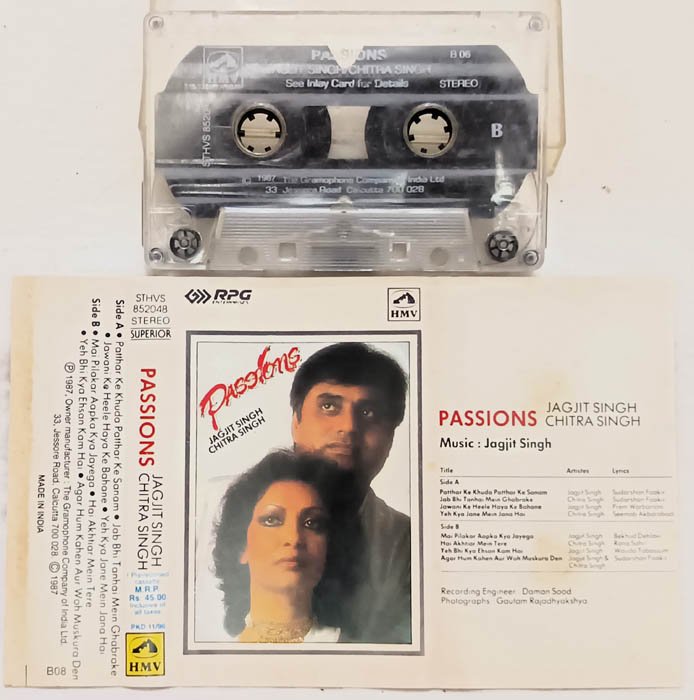 HMV
PASSIONS
B 06
JAGJIT SINGH/CHITRA SINGH
See Inlay Card for Details
STEREO
STHVS 85204
B
© 1987, The Gramophone Company of India Ltd
33, Jessore Road, Calcutta 700 028
Side A • Patthar Ke Khuda Patthar Ke Sanam • Jab Bhi Tanhai Mein Ghabrake
• Jawani Ke Heele Haya Ke Bahane • Yeh Kya Jane Mein Jana Hai
Side B • Mai Pilakar Aapka Kya Jayega • Hai Akhtiar Mein Tere
• Yeh Bhi Kya Ehsan Kam Hai • Agar Hum Kahen Aur Woh Muskura Den
℗ 1987, Owner manufacturer: The Gramophone Company of India Ltd.
33, Jessore Road, Calcutta 700 028 © 1987
MADE IN INDIA
B08
STHVS
852048
STEREO
SUPERIOR
PASSIONS
JAGJIT SINGH
CHITRA SINGH
Prerecorded
cassette
M.R.P.
Rs 45.00
Inclusive of
all taxes
PKD 11/96
HMV
RPG
ENTERPRISES
HMV
Passions
JAGJIT SINGH
CHITRA SINGH
PASSIONS
JAGJIT SINGH
CHITRA SINGH
Music : Jagjit Singh
Title Artistes Lyrics
Side A
Patthar Ke Khuda Patthar Ke Sanam Jagjit Singh Sudarshan Faakir
Jab Bhi Tanhai Mein Ghabrake Chitra Singh Sudarshan Faakir
Jawani Ke Heele Haya Ke Bahane Jagjit Singh Prem Warbartoni
Yeh Kya Jane Mein Jana Hai Chitra Singh Seemab Akbarabadi
Side B
Mai Pilakar Aapka Kya Jayega Jagjit Singh Bekhud Dehlavi
Hai Akhtiar Mein Tere Chitra Singh Rana Sahri
Yeh Bhi Kya Ehsan Kam Hai Jagjit Singh Wajida Tabassum
Agar Hum Kahen Aur Woh Muskura Den Jagjit Singh & Sudarshan Faakir
Chitra Singh
Recording Engineer : Daman Sood
Photographs : Gautam Rajadhyakshya